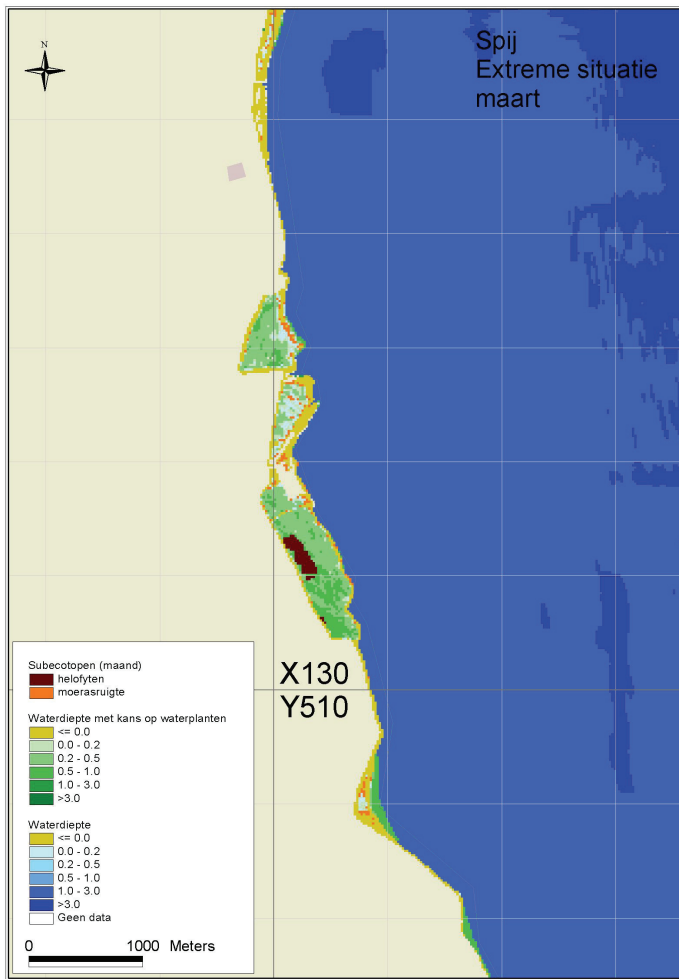 N
Spij
Extreme situatie
maart
X130
Y510
Subecotopen (maand)
helofyten
moerasruigte
Waterdiepte met kans op waterplanten
<= 0.0
0.0 - 0.2
0.2 - 0.5
0.5 - 1.0
1.0 - 3.0
>3.0
Waterdiepte
<= 0.0
0.0 - 0.2
0.2 - 0.5
0.5 - 1.0
1.0 - 3.0
>3.0
Geen data
0 1000 Meters